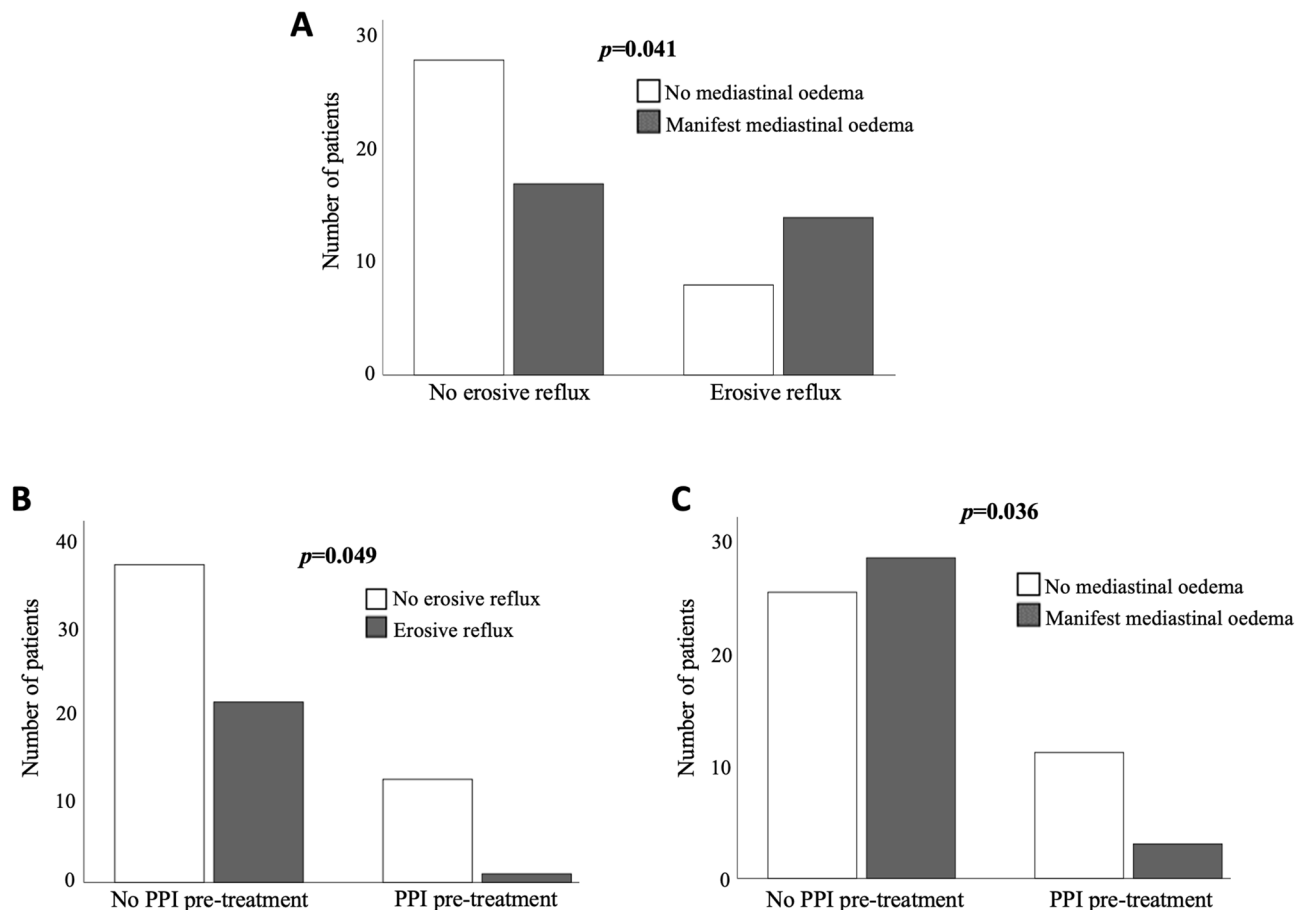 A
p=0.041
No mediastinal oedema
Manifest mediastinal oedema
Number of patients
30
20
10
0
No erosive reflux
Erosive reflux
B
p=0.049
No erosive reflux
Erosive reflux
Number of patients
40
30
20
10
0
No PPI pre-treatment
PPI pre-treatment
C
p=0.036
No mediastinal oedema
Manifest mediastinal oedema
Number of patients
30
20
10
0
No PPI pre-treatment
PPI pre-treatment